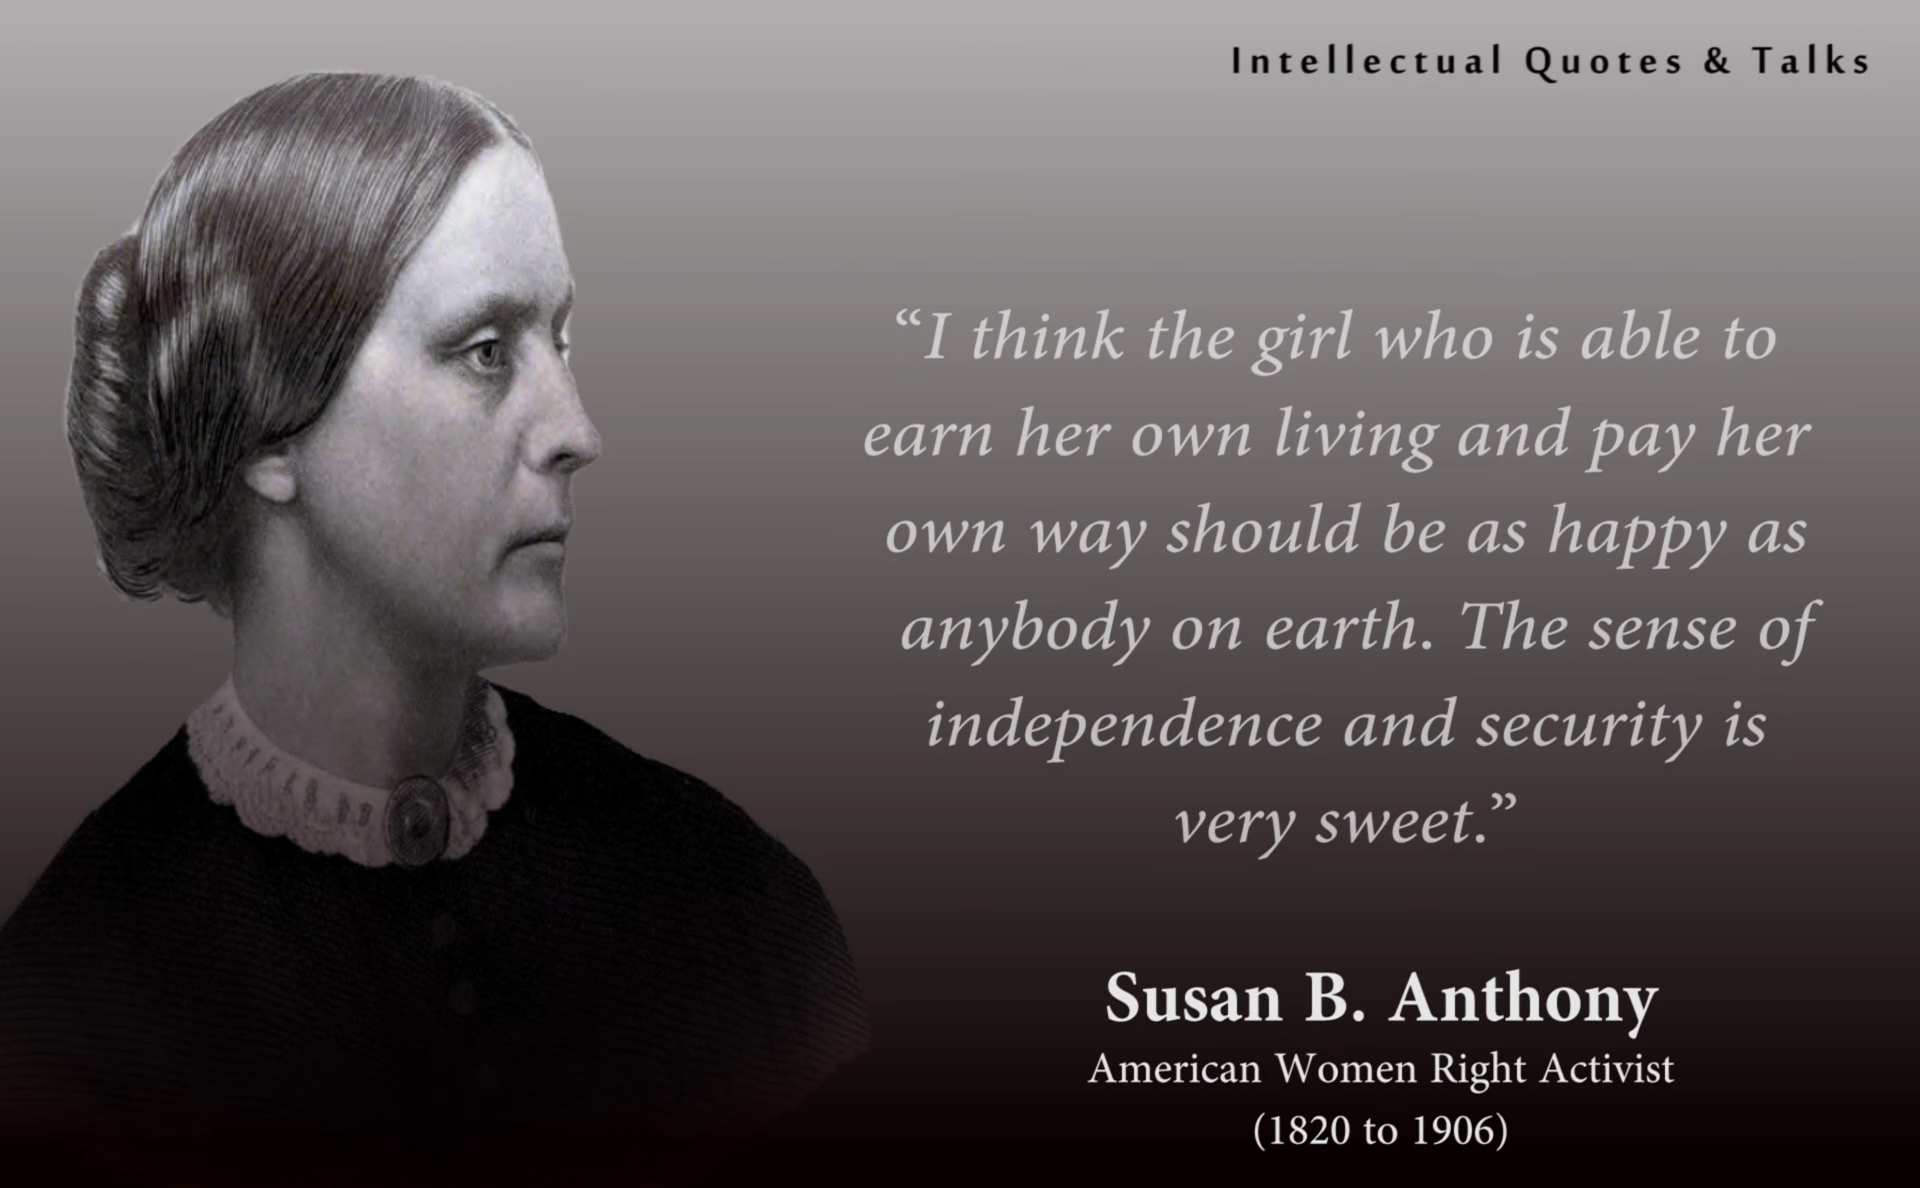 Intellectual Quotes & Talks
“I think the girl who is able to
earn her own living and pay her
own way should be as happy as
anybody on earth. The sense of
independence and security is
very sweet.”
Susan B. Anthony
American Women Right Activist
(1820 to 1906)